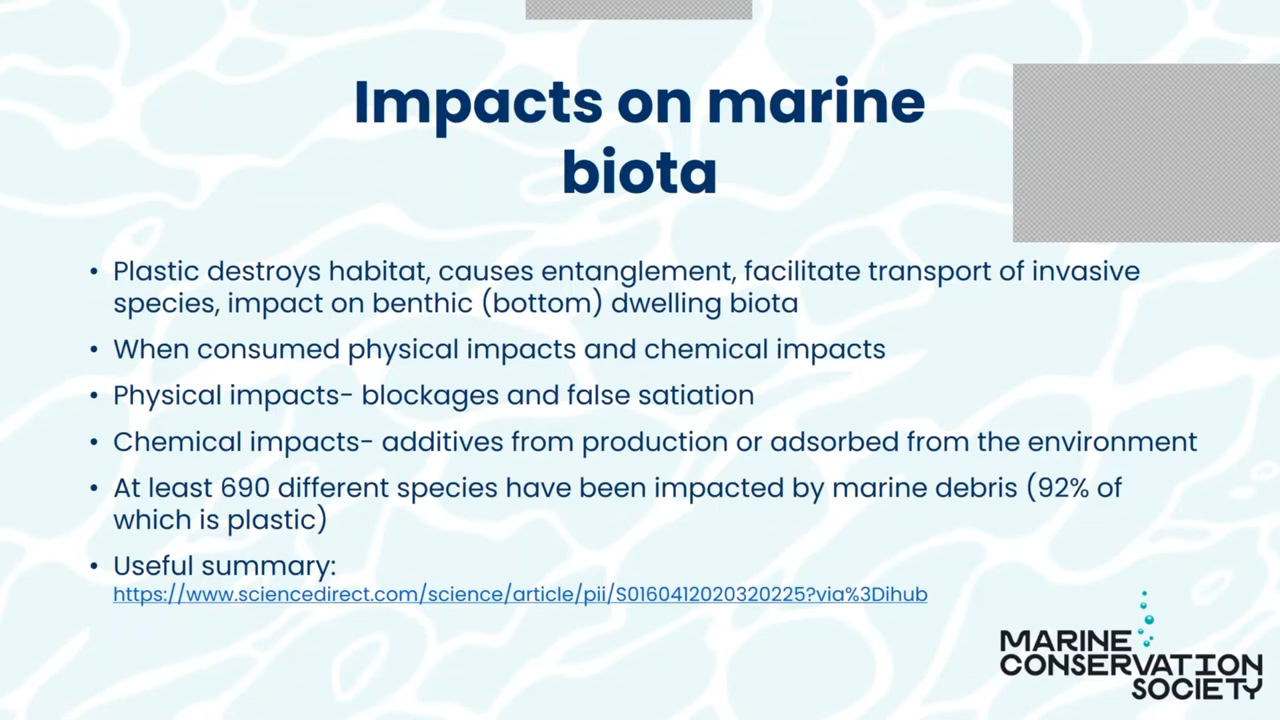 Impacts on marine
biota
• Plastic destroys habitat, causes entanglement, facilitate transport of invasive
species, impact on benthic (bottom) dwelling biota
• When consumed physical impacts and chemical impacts
• Physical impacts- blockages and false satiation
• Chemical impacts- additives from production or adsorbed from the environment
• At least 690 different species have been impacted by marine debris (92% of
which is plastic)
• Useful summary:
https://www.sciencedirect.com/science/article/pii/S0160412020320225?via%3Dihub
MARINE
CONSERVATION
SOCIETY